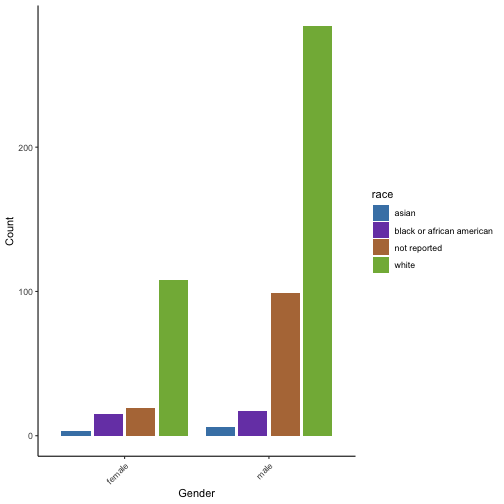 Count
200
100
0
female
male
Gender
race
asian
black or african american
not reported
white